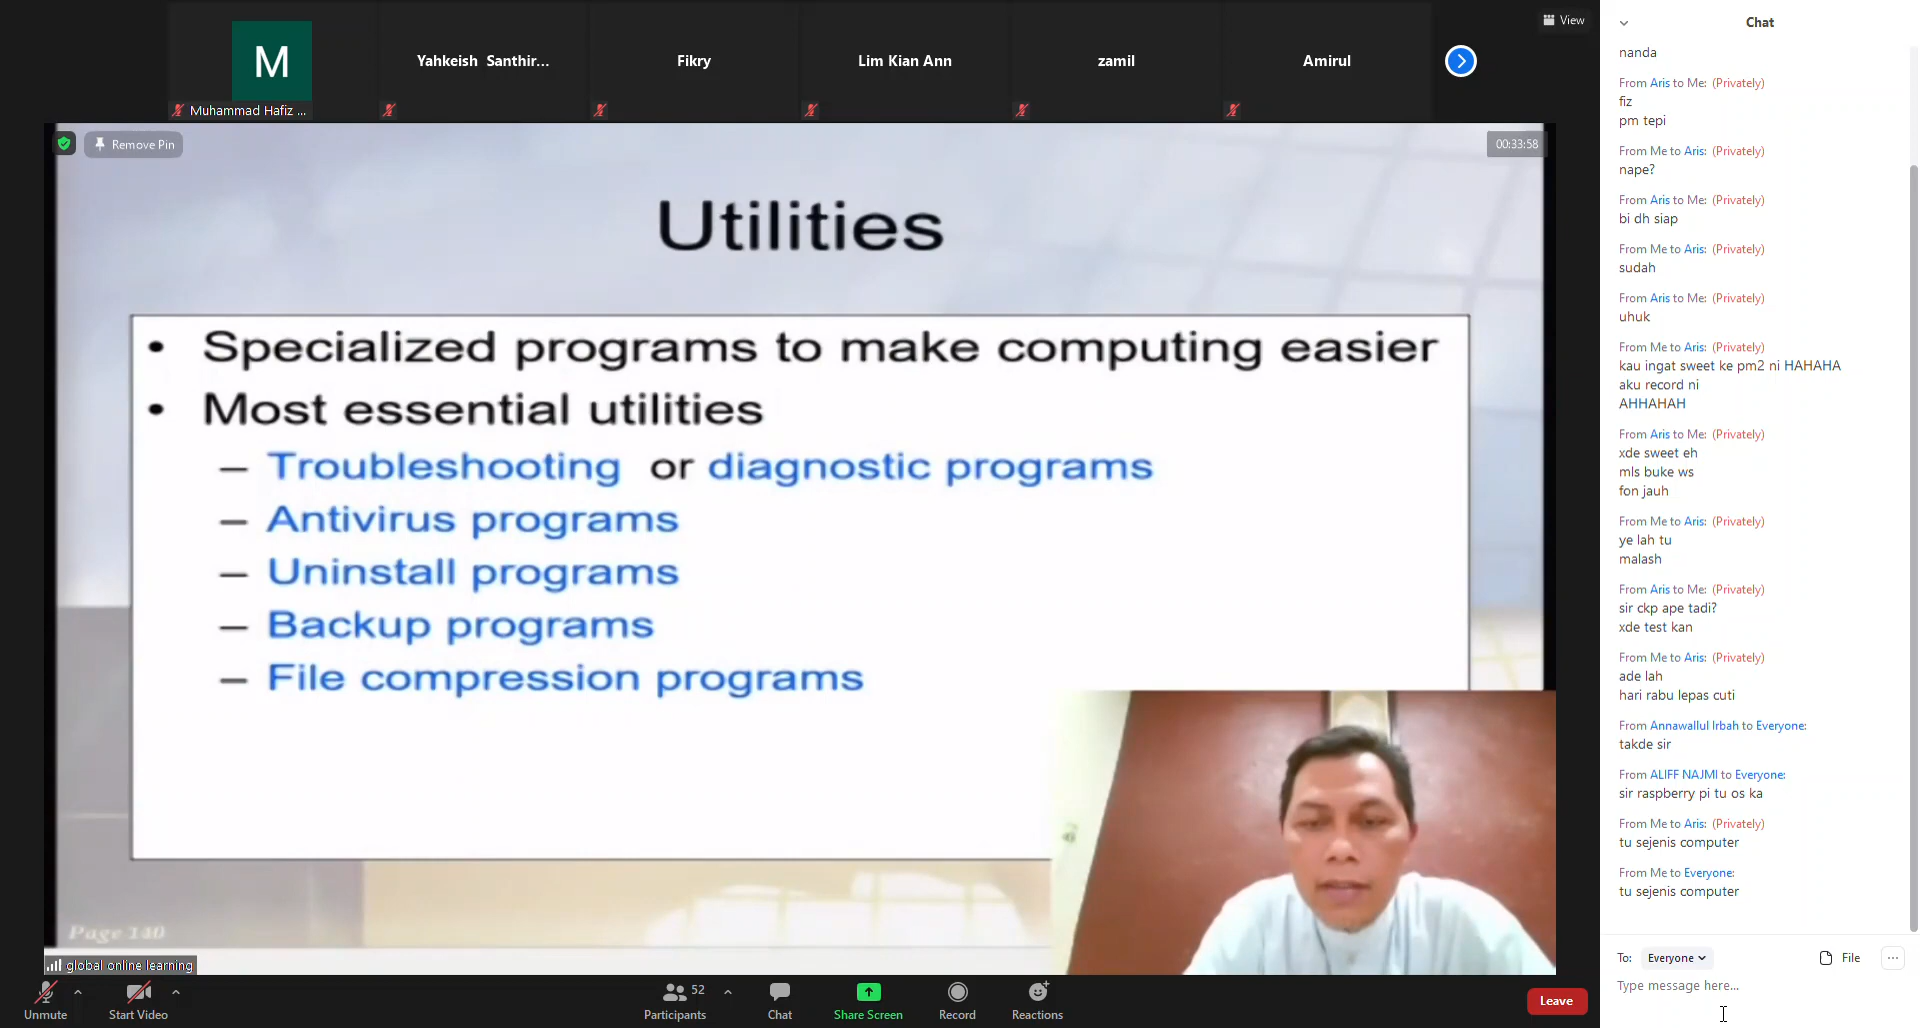 View
M
Muhammad Hafiz ...
Yahkeish Santhir...
Fikry
Lim Kian Ann
zamil
Amirul
Remove Pin
00:33:58
Utilities
• Specialized programs to make computing easier
• Most essential utilities
– Troubleshooting or diagnostic programs
– Antivirus programs
– Uninstall programs
– Backup programs
– File compression programs
Page 140
global online learning
Unmute
Start Video
52
Participants
Chat
Share Screen
Record
Reactions
Leave
Chat
nanda
From Aris to Me: (Privately)
fiz
pm tepi
From Me to Aris: (Privately)
nape?
From Aris to Me: (Privately)
bi dh siap
From Me to Aris: (Privately)
sudah
From Aris to Me: (Privately)
uhuk
From Me to Aris: (Privately)
kau ingat sweet ke pm2 ni HAHAHA
aku record ni
AHHAHAH
From Aris to Me: (Privately)
xde sweet eh
mls buke ws
fon jauh
From Me to Aris: (Privately)
ye lah tu
malash
From Aris to Me: (Privately)
sir ckp ape tadi?
xde test kan
From Me to Aris: (Privately)
ade lah
hari rabu lepas cuti
From Annawallul Irbah to Everyone:
takde sir
From ALIFF NAJMI to Everyone:
sir raspberry pi tu os ka
From Me to Aris: (Privately)
tu sejenis computer
From Me to Everyone:
tu sejenis computer
To: Everyone
File
...
Type message here...